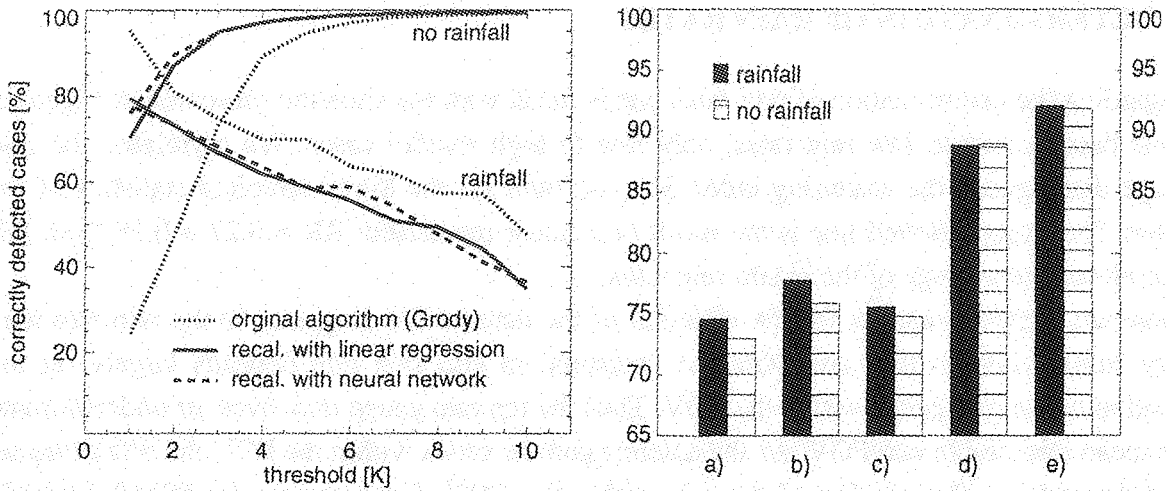 correctly detected cases [%]
100
80
60
40
20
no rainfall
rainfall
orginal algorithm (Grody)
recal. with linear regression
recal. with neural network
0
2
4
6
8
10
threshold [K]
100
95
90
85
80
75
70
65
rainfall
no rainfall
100
95
90
85
a)
b)
c)
d)
e)